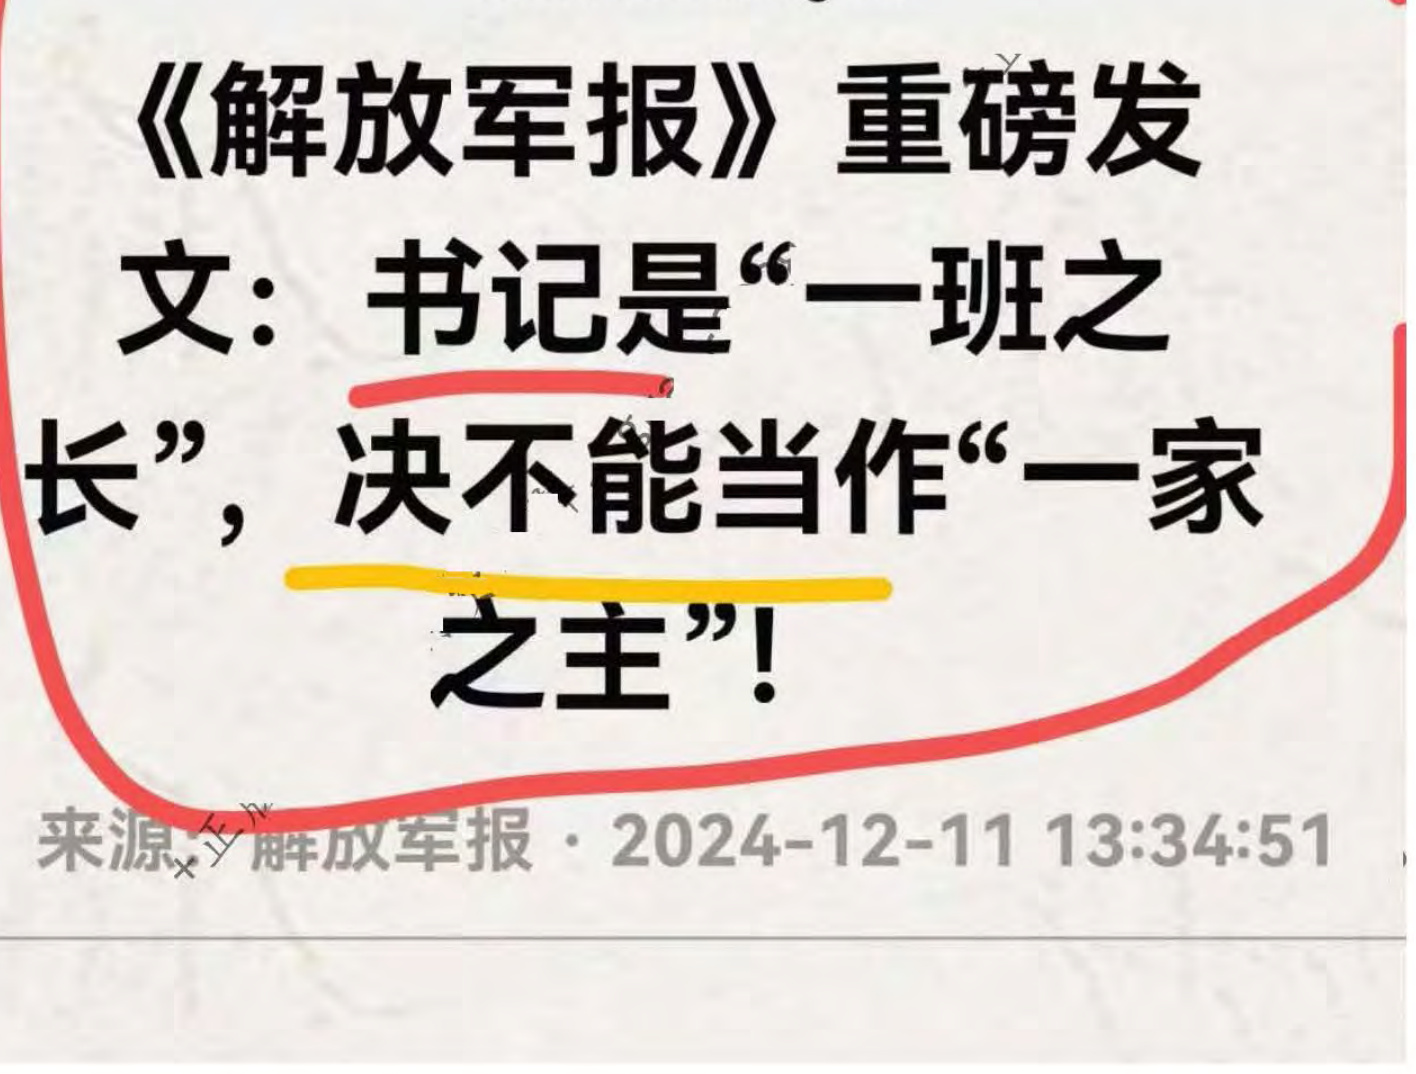 《解放军报》重磅发
文：书记是“一班之
长”，决不能当作“一家
之主”！
来源：解放军报 · 2024-12-11 13:34:51